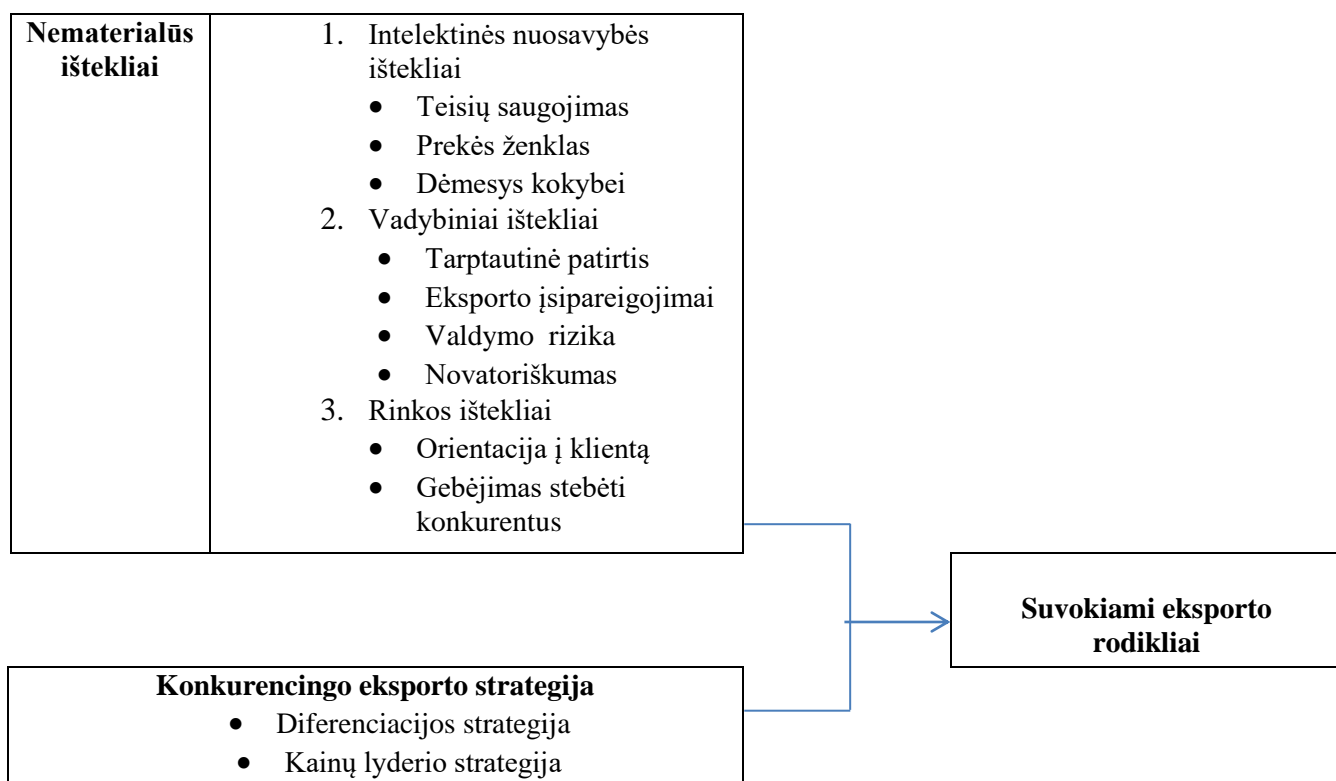 Nematerialūs
ištekliai
1. Intelektinės nuosavybės
ištekliai
• Teisių saugojimas
• Prekės ženklas
• Dėmesys kokybei
2. Vadybiniai ištekliai
• Tarptautinė patirtis
• Eksporto įsipareigojimai
• Valdymo rizika
• Novatoriškumas
3. Rinkos ištekliai
• Orientacija į klientą
• Gebėjimas stebėti
konkurentus
Suvokiami eksporto
rodikliai
Konkurencingo eksporto strategija
• Diferenciacijos strategija
• Kainų lyderio strategija